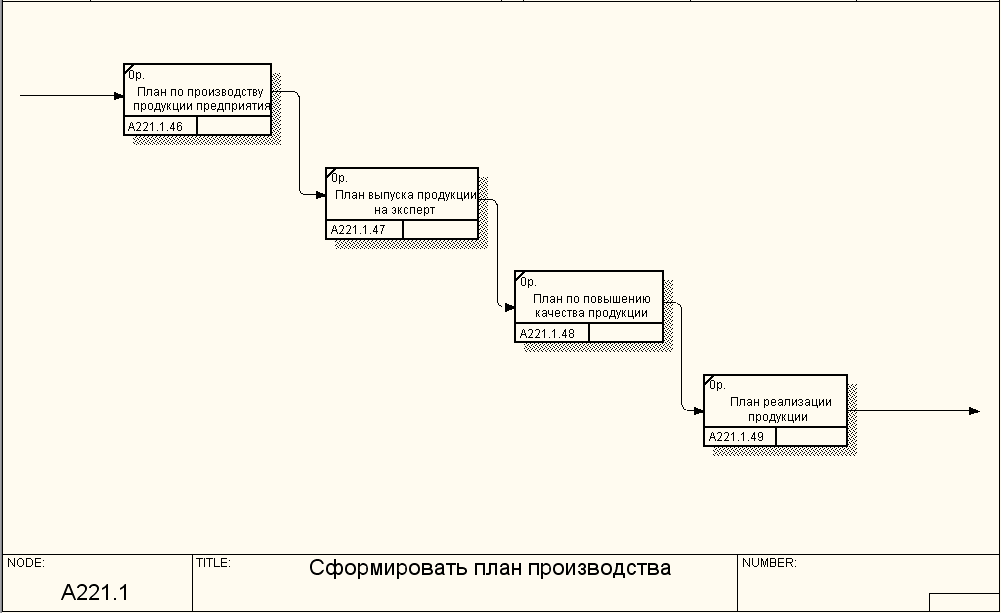 0р.
План по производству
продукции предприятия
A221.1.46
0р.
План выпуска продукции
на эксперт
A221.1.47
0р.
План по повышению
качества продукции
A221.1.48
0р.
План реализации
продукции
A221.1.49
NODE:
A221.1
TITLE:
Сформировать план производства
NUMBER: